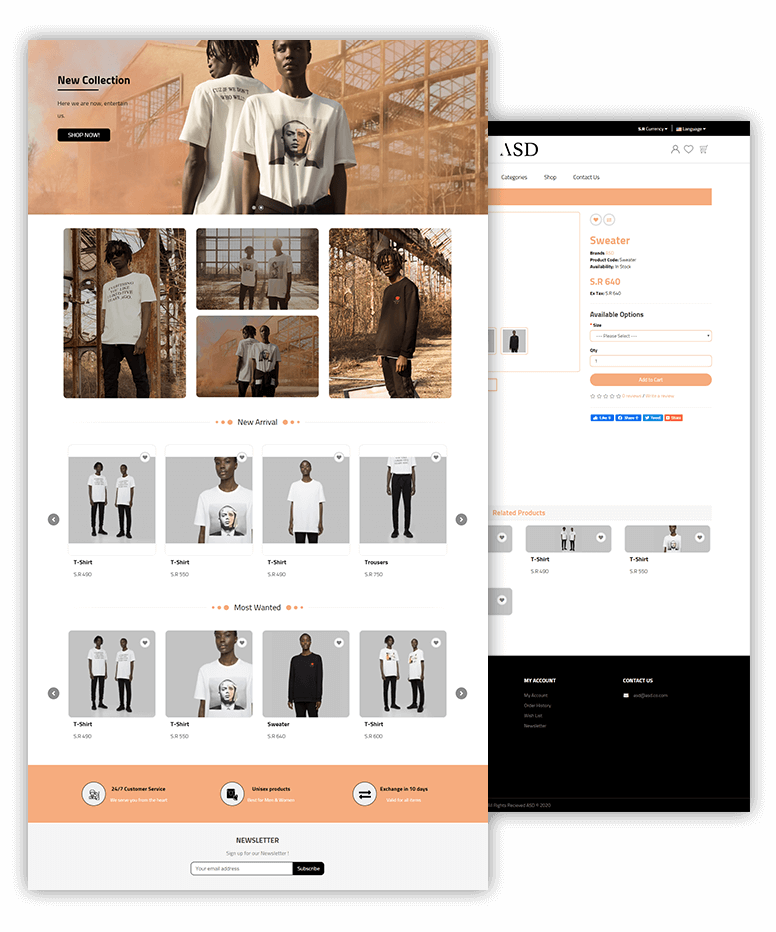 New Collection
Here we are now, entertain
us.
SHOP NOW!
New Arrival
T-Shirt
S.R 490
T-Shirt
S.R 550
T-Shirt
S.R 490
Trousers
S.R 750
Most Wanted
T-Shirt
S.R 490
T-Shirt
S.R 550
Sweater
S.R 640
T-Shirt
S.R 600
24/7 Customer Service
We serve you from the heart
Unisex products
Best for Men & Women
Exchange in 10 days
Valid for all items
NEWSLETTER
Sign up for our Newsletter !
Your email address
Subscribe
S.R Currency
Language
ASD
Categories
Shop
Contact Us
Sweater
Brands
Product Code: Sweater
Availability: In Stock
S.R 640
Ex Tax: S.R 640
Available Options
* Size
--- Please Select ---
Qty
1
Add to Cart
0 reviews / Write a review
Like 0
Share 0
Tweet
Share
Related Products
T-Shirt
S.R 490
T-Shirt
S.R 550
MY ACCOUNT
My Account
Order History
Wish List
Newsletter
CONTACT US
asd@asd.co.com
All Rights Received ASD © 2020